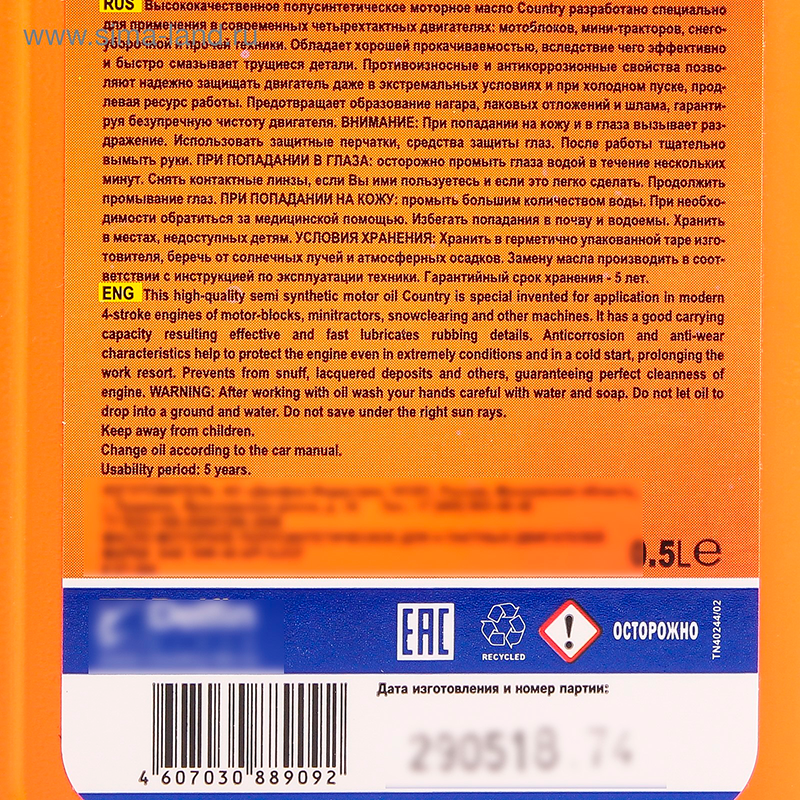 RUS Высококачественное полусинтетическое моторное масло Country разработано специально
для применения в современных четырехтактных двигателях: мотоблоков, мини-тракторов, снего-
www.sima-land.ru
уборочной и прочей техники. Обладает хорошей прокачиваемостью, вследствие чего эффективно
и быстро смазывает трущиеся детали. Противоизносные и антикоррозионные свойства позво-
ляют надежно защищать двигатель даже в экстремальных условиях и при холодном пуске, прод-
левая ресурс работы. Предотвращает образование нагара, лаковых отложений и шлама, гаранти-
руя безупречную чистоту двигателя. ВНИМАНИЕ: При попадании на кожу и в глаза вызывает раз-
дражение. Использовать защитные перчатки, средства защиты глаз. После работы тщательно
вымыть руки. ПРИ ПОПАДАНИИ В ГЛАЗА: осторожно промыть глаза водой в течение нескольких
минут. Снять контактные линзы, если Вы ими пользуетесь и если это легко сделать. Продолжить
промывание глаз. ПРИ ПОПАДАНИИ НА КОЖУ: промыть большим количеством воды. При необхо-
димости обратиться за медицинской помощью. Избегать попадания в почву и водоемы. Хранить
в местах, недоступных детям. УСЛОВИЯ ХРАНЕНИЯ: Хранить в герметично упакованной таре изго-
товителя, беречь от солнечных лучей и атмосферных осадков. Замену масла производить в соот-
ветствии с инструкцией по эксплуатации техники. Гарантийный срок хранения - 5 лет.
ENG This high-quality semi synthetic motor oil Country is special invented for application in modern
4-stroke engines of motor-blocks, minitractors, snowclearing and other machines. It has a good carrying
capacity resulting effective and fast lubricates rubbing details. Anticorrosion and anti-wear
characteristics help to protect the engine even in extremely conditions and in a cold start, prolonging the
work resort. Prevents from snuff, lacquered deposits and others, guaranteeing perfect cleanness of
engine. WARNING: After working with oil wash your hands careful with water and soap. Do not let oil to
drop into a ground and water. Do not save under the right sun rays.
Keep away from children.
Change oil according to the car manual.
Usability period: 5 years.
0.5L℮
Delfin
EAC
RECYCLED
ОСТОРОЖНО
TN40244/02
Дата изготовления и номер партии:
290518 74
4 607030 889092